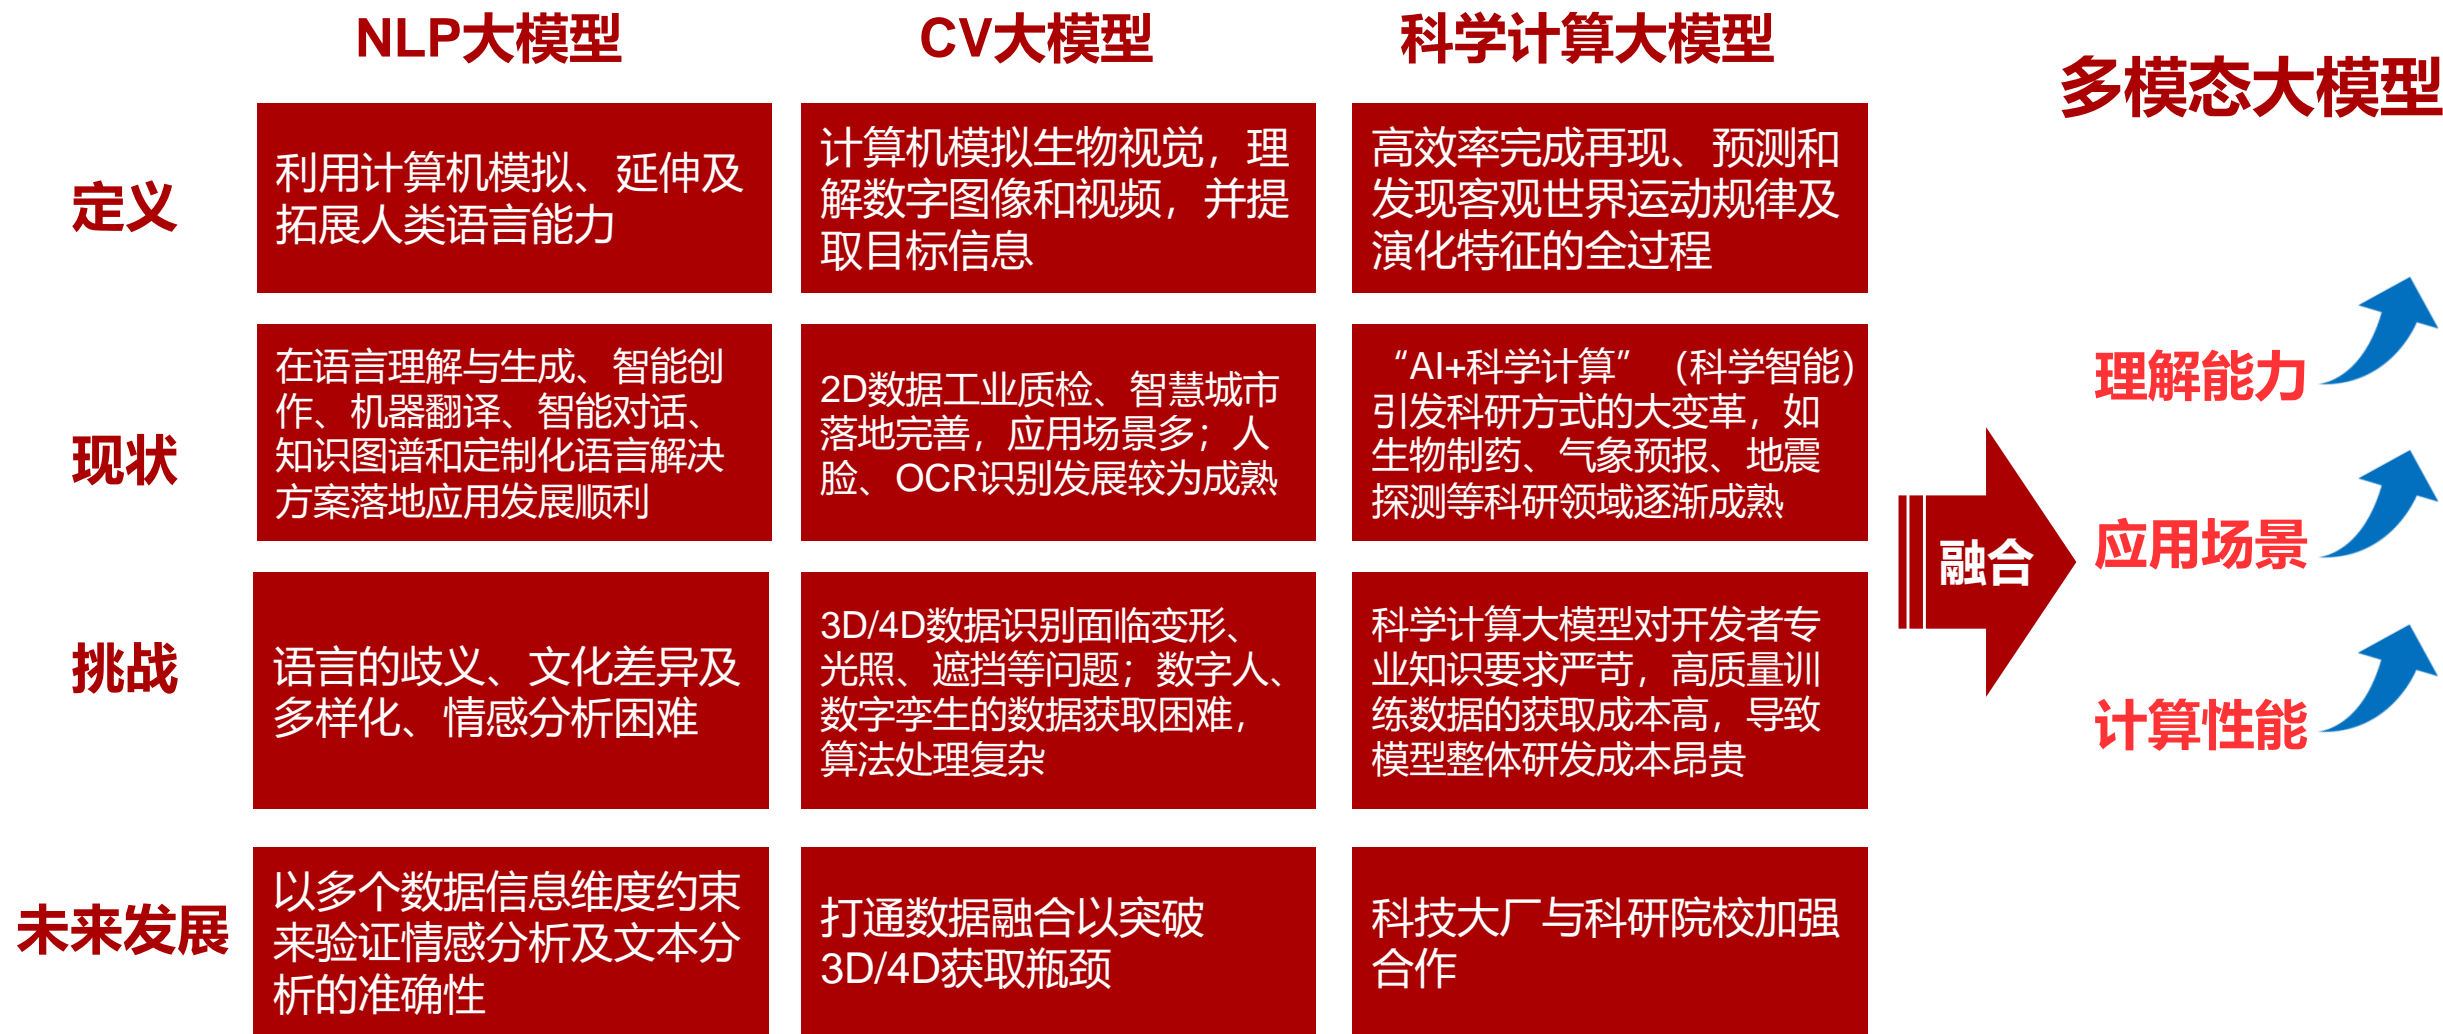 NLP大模型
CV大模型
科学计算大模型
多模态大模型
定义
利用计算机模拟、延伸及
拓展人类语言能力
计算机模拟生物视觉，理
解数字图像和视频，并提
取目标信息
高效率完成再现、预测和
发现客观世界运动规律及
演化特征的全过程
现状
在语言理解与生成、智能创
作、机器翻译、智能对话、
知识图谱和定制化语言解决
方案落地应用发展顺利
2D数据工业质检、智慧城市
落地完善，应用场景多；人
脸、OCR识别发展较为成熟
“AI+科学计算”（科学智能）
引发科研方式的大变革，如
生物制药、气象预报、地震
探测等科研领域逐渐成熟
挑战
语言的歧义、文化差异及
多样化、情感分析困难
3D/4D数据识别面临变形、
光照、遮挡等问题；数字人、
数字孪生的数据获取困难，
算法处理复杂
科学计算大模型对开发者专
业知识要求严苛，高质量训
练数据的获取成本高，导致
模型整体研发成本昂贵
未来发展
以多个数据信息维度约束
来验证情感分析及文本分
析的准确性
打通数据融合以突破
3D/4D获取瓶颈
科技大厂与科研院校加强
合作
融合
理解能力
应用场景
计算性能